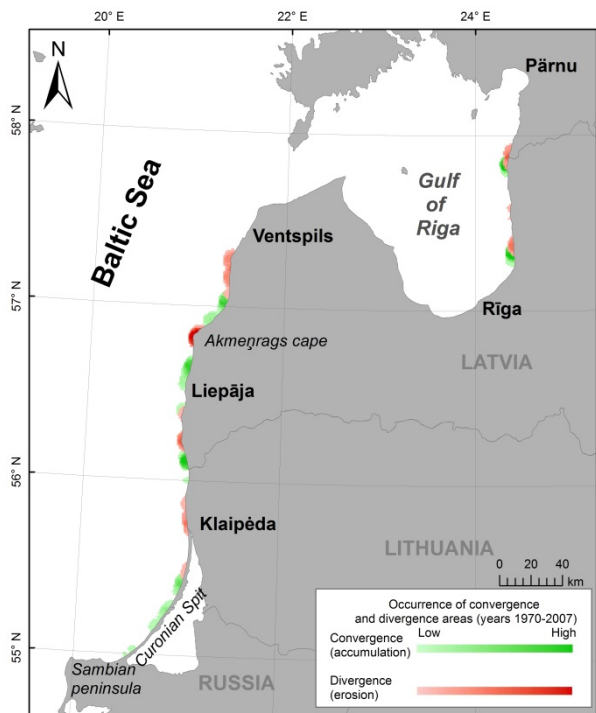 20° E
22° E
24° E
N
58° N
57° N
56° N
55° N
Pärnu
Baltic Sea
Gulf
of
Riga
Ventspils
Rīga
Akmeņrags cape
LATVIA
Liepāja
Klaipėda
LITHUANIA
0 20 40
km
Curonian Spit
Sambian
peninsula
RUSSIA
Occurrence of convergence
and divergence areas (years 1970-2007)
Low High
Convergence
(accumulation)
Divergence
(erosion)